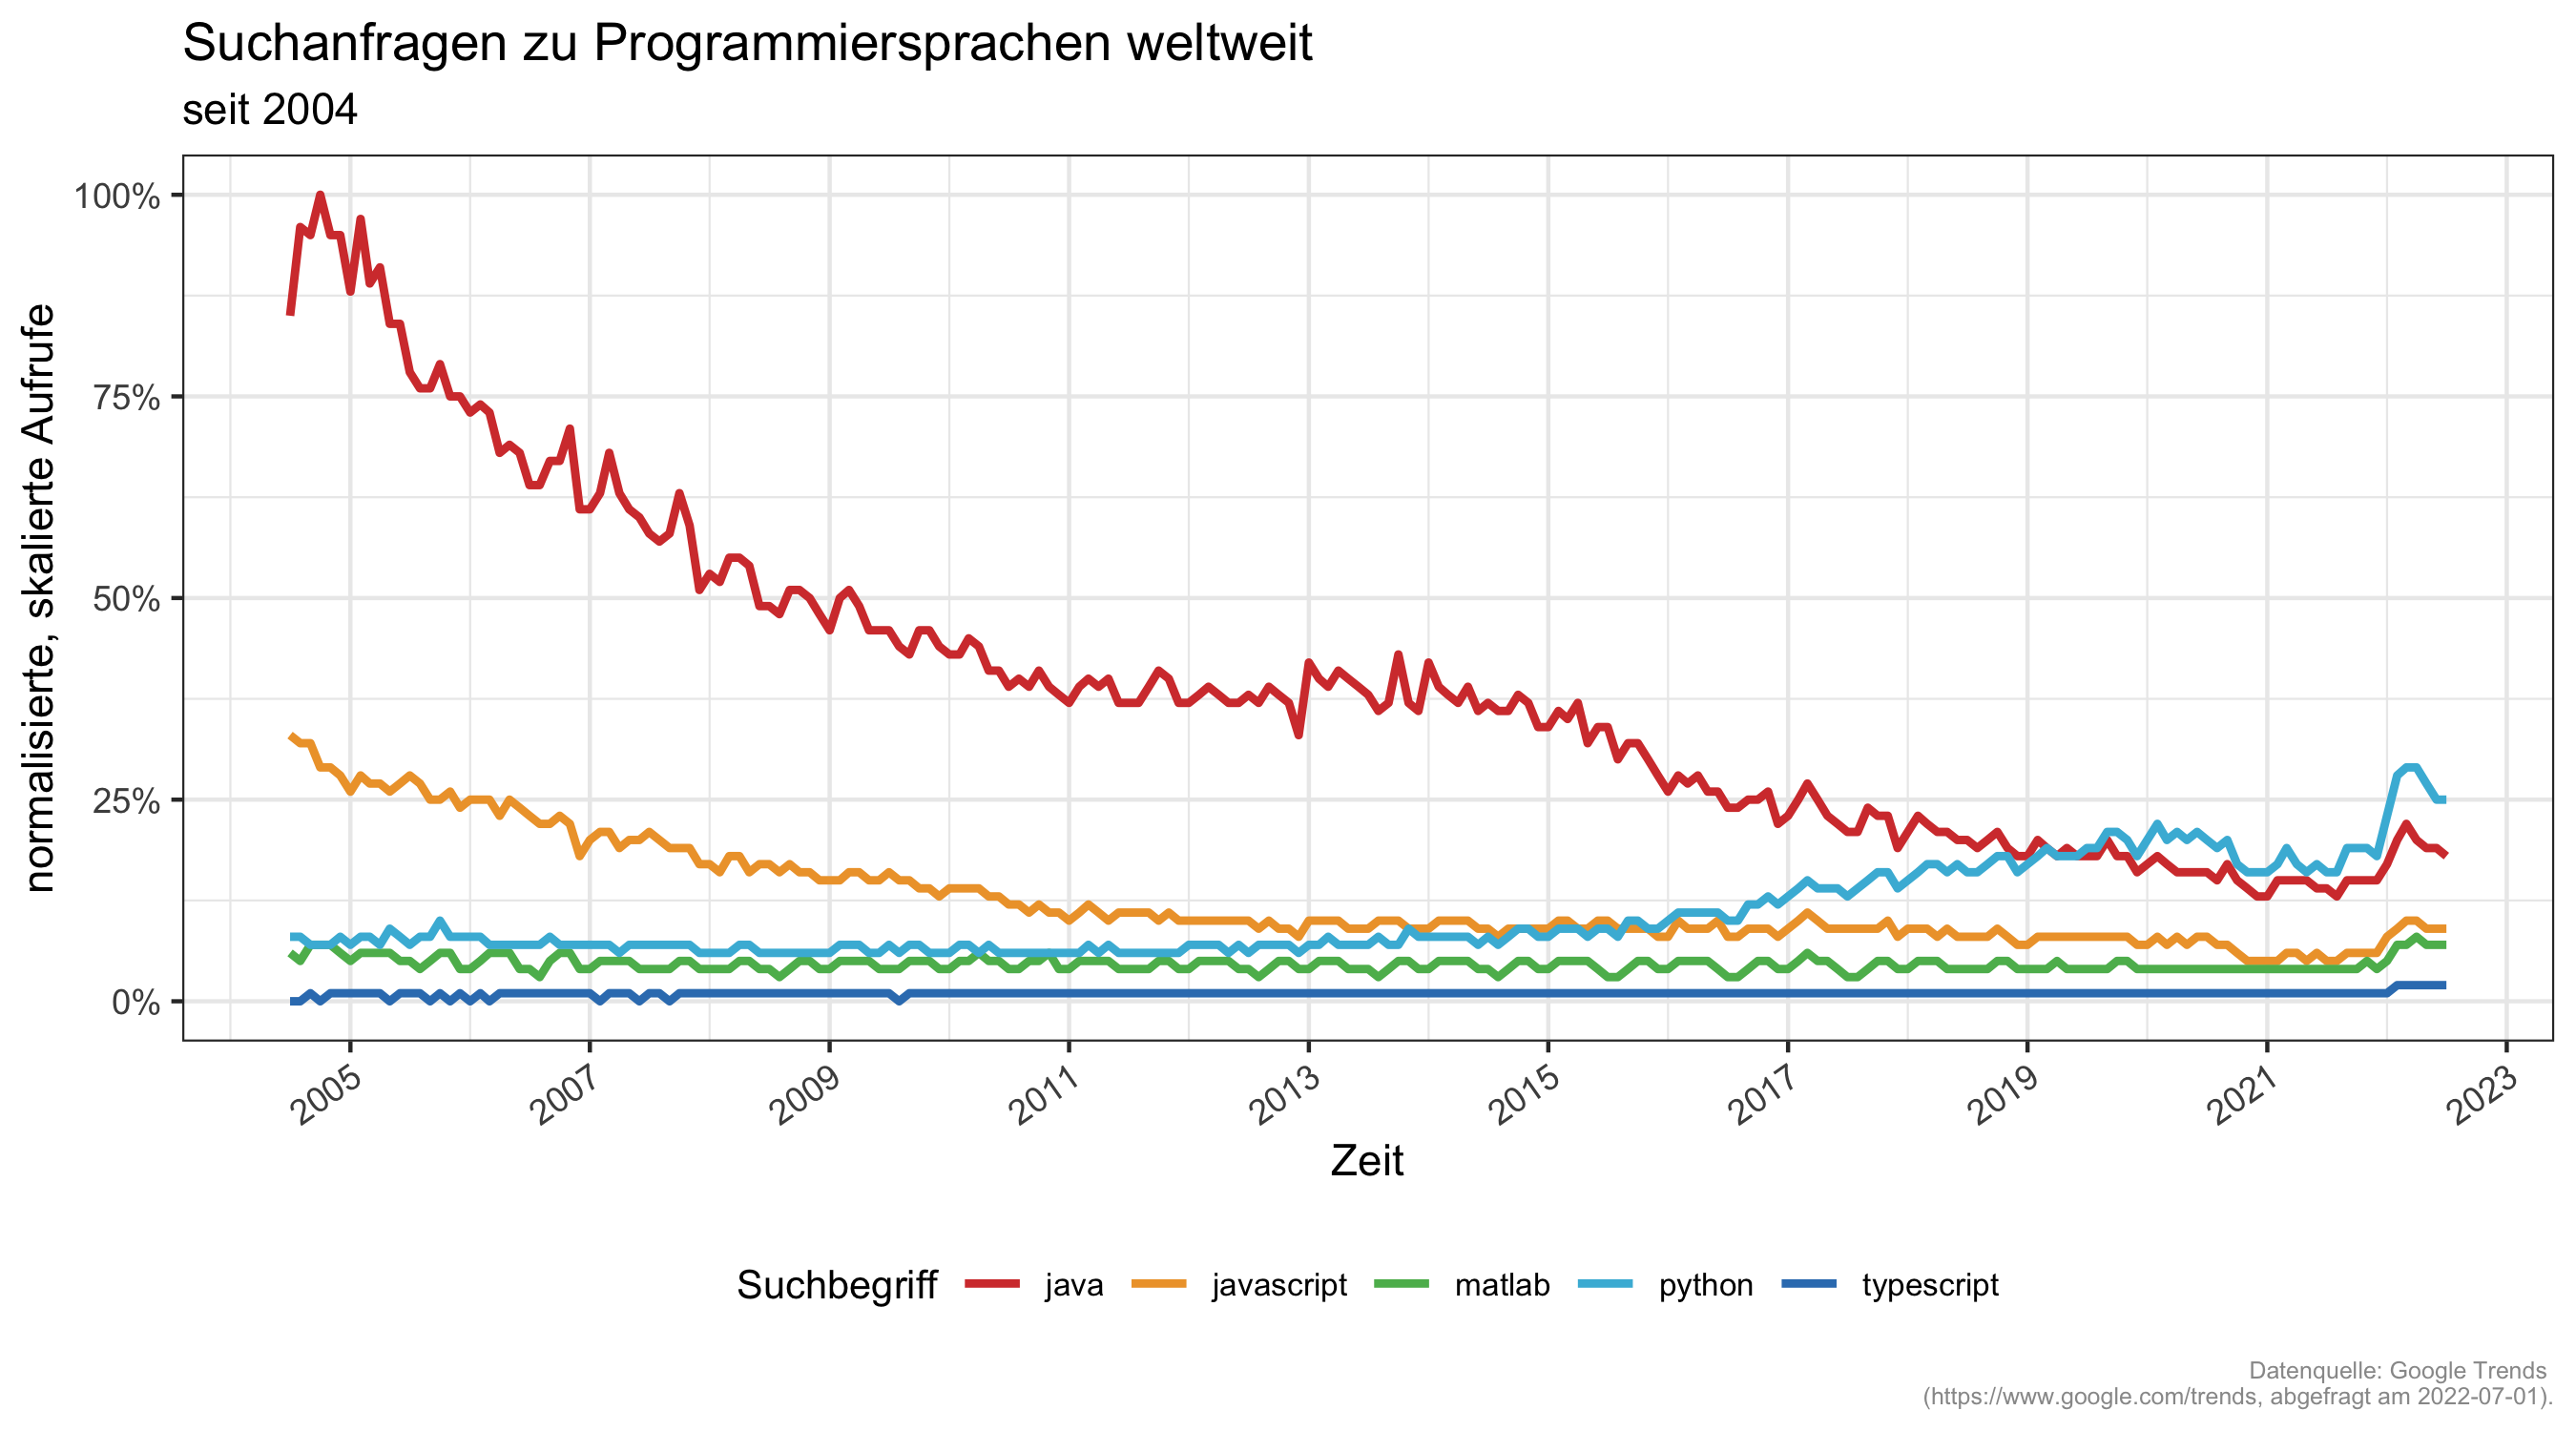 Suchanfragen zu Programmiersprachen weltweit
seit 2004
normalisierte, skalierte Aufrufe
100%
75%
50%
25%
0%
2005
2007
2009
2011
2013
2015
2017
2019
2021
2023
Zeit
Suchbegriff java javascript matlab python typescript
Datenquelle: Google Trends
(https://www.google.com/trends, abgefragt am 2022-07-01).